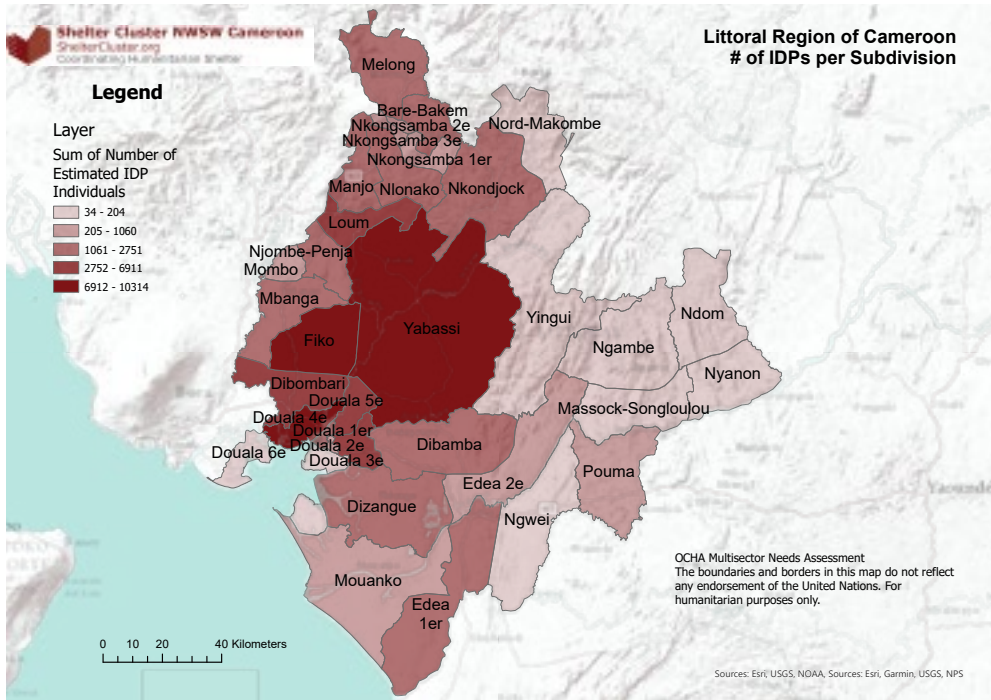 Shelter Cluster NWSW Cameroon
ShelterCluster.org
Coordinating Humanitarian Shelter
Littoral Region of Cameroon
# of IDPs per Subdivision
Legend
Layer
Sum of Number of
Estimated IDP
Individuals
34 - 204
205 - 1060
1061 - 2751
2752 - 6911
6912 - 10314
Melong
Bare-Bakem
Nkongsamba 2e
Nord-Makombe
Nkongsamba 3e
Nkongsamba 1er
Manjo
Nlonako
Nkondjock
Loum
Njombe-Penja
Mombo
Mbanga
Fiko
Yabassi
Yingui
Ndom
Ngambe
Nyanon
Dibombari
Douala 5e
Massock-Songloulou
Douala 4e
Douala 1er
Douala 2e
Dibamba
Douala 6e
Douala 3e
Pouma
Edea 2e
Dizangue
Ngwei
Mouanko
Edea
1er
OCHA Multisector Needs Assessment
The boundaries and borders in this map do not reflect
any endorsement of the United Nations. For
humanitarian purposes only.
0 10 20 40 Kilometers
Sources: Esri, USGS, NOAA, Sources: Esri, Garmin, USGS, NPS